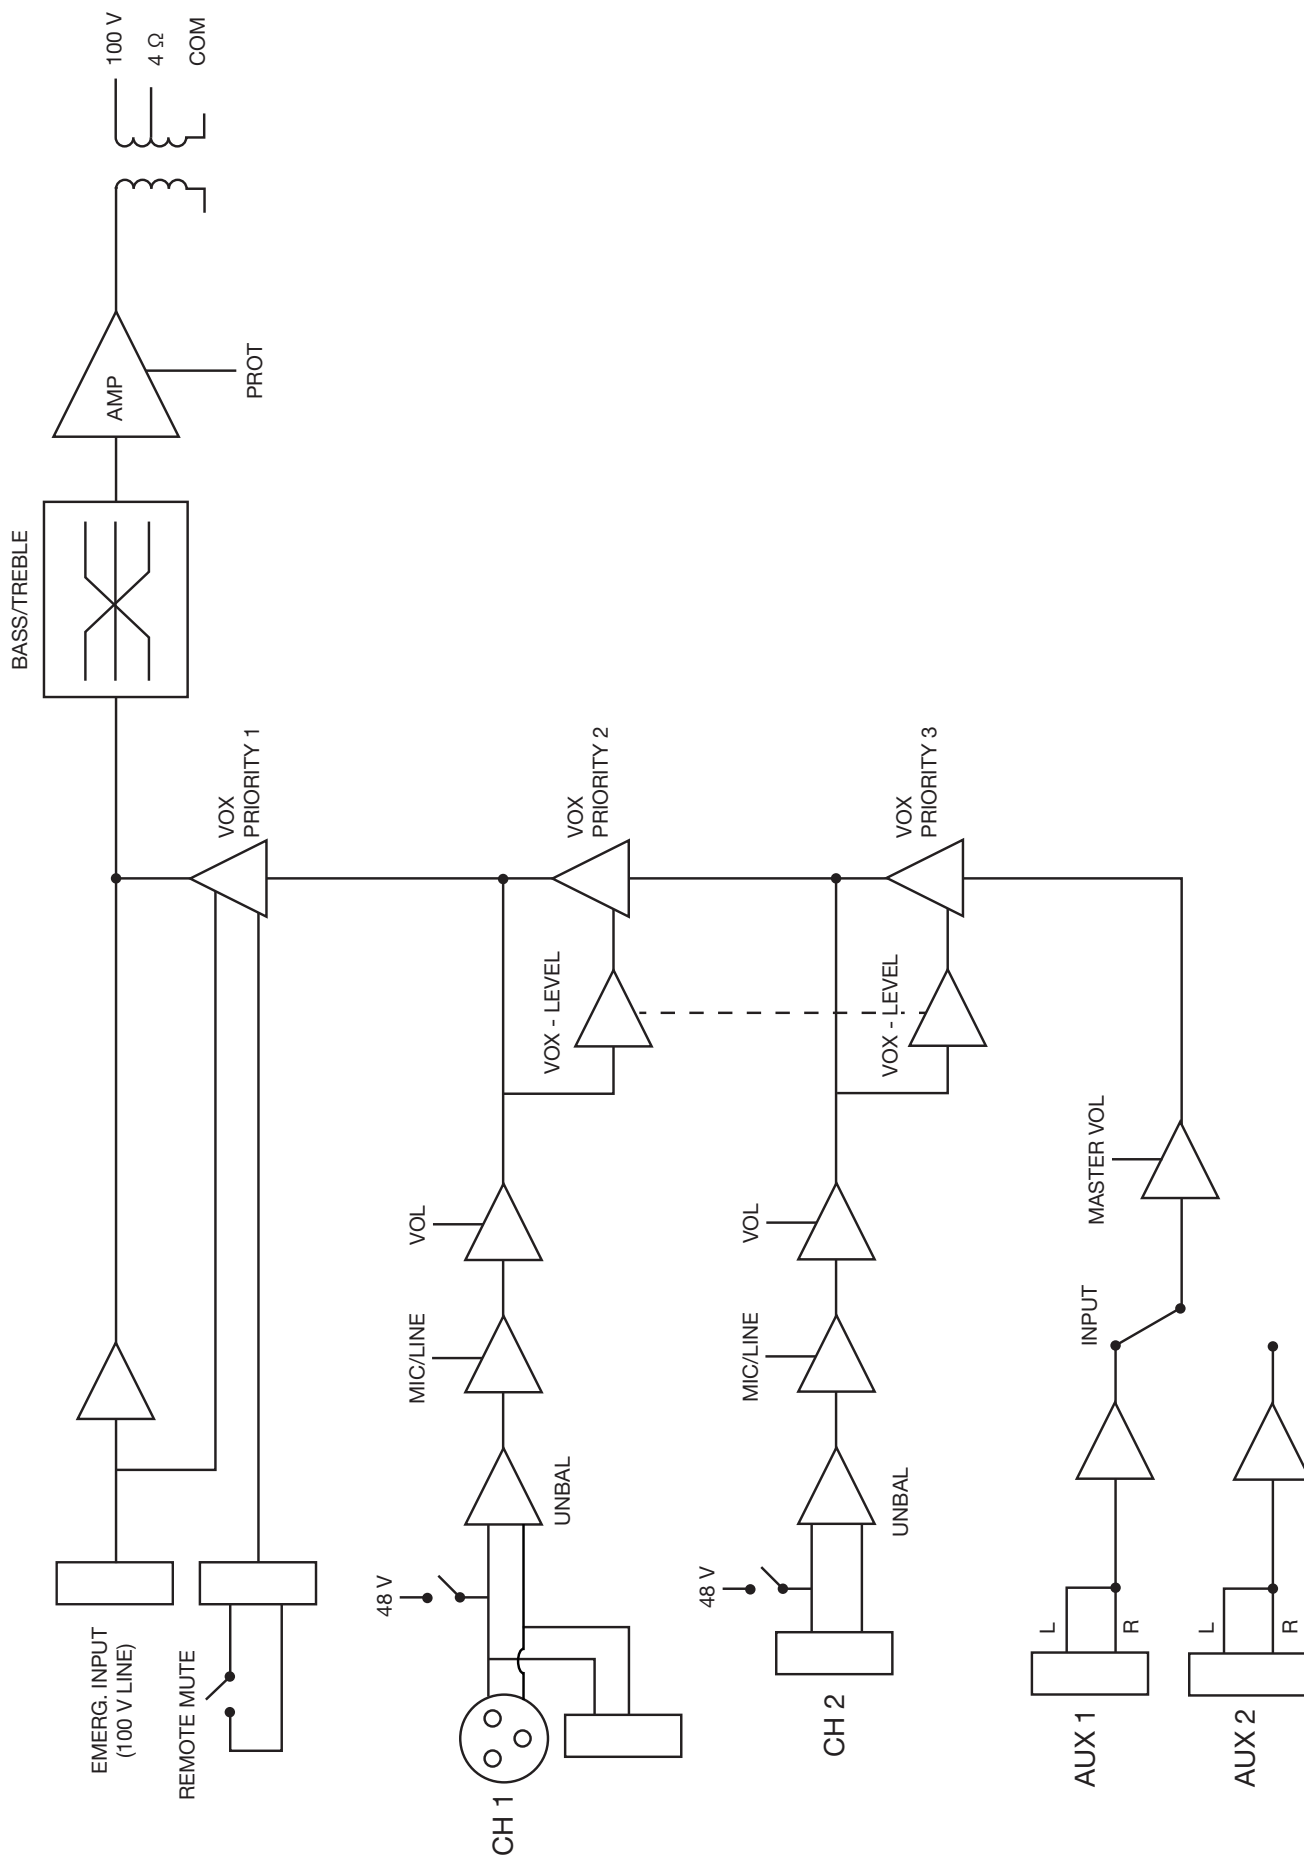 EMERG. INPUT
(100 V LINE)
REMOTE MUTE
BASS/TREBLE
AMP
PROT
100 V
4 Ω
COM
VOX
PRIORITY 1
CH 1
48 V
UNBAL
MIC/LINE
VOL
VOX - LEVEL
VOX
PRIORITY 2
CH 2
48 V
UNBAL
MIC/LINE
VOL
VOX - LEVEL
VOX
PRIORITY 3
AUX 1
L
R
INPUT
MASTER VOL
AUX 2
L
R